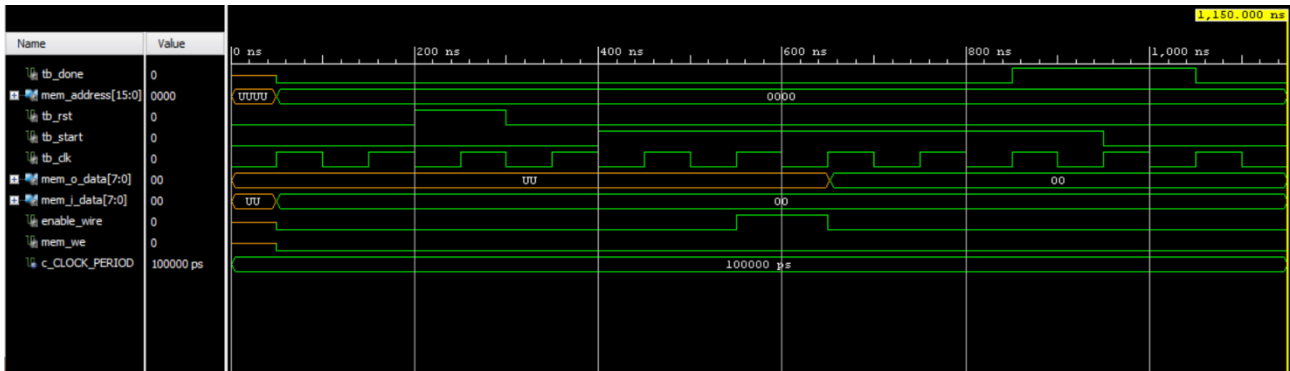 1,150.000 ns
Name Value
0 ns 200 ns 400 ns 600 ns 800 ns 1,000 ns
tb_done 0
mem_address[15:0] 0000 UUUU 0000
tb_rst 0
tb_start 0
tb_clk 0
mem_o_data[7:0] 00 UU 00
mem_i_data[7:0] 00 UU 00
enable_wire 0
mem_we 0
c_CLOCK_PERIOD 100000 ps 100000 ps